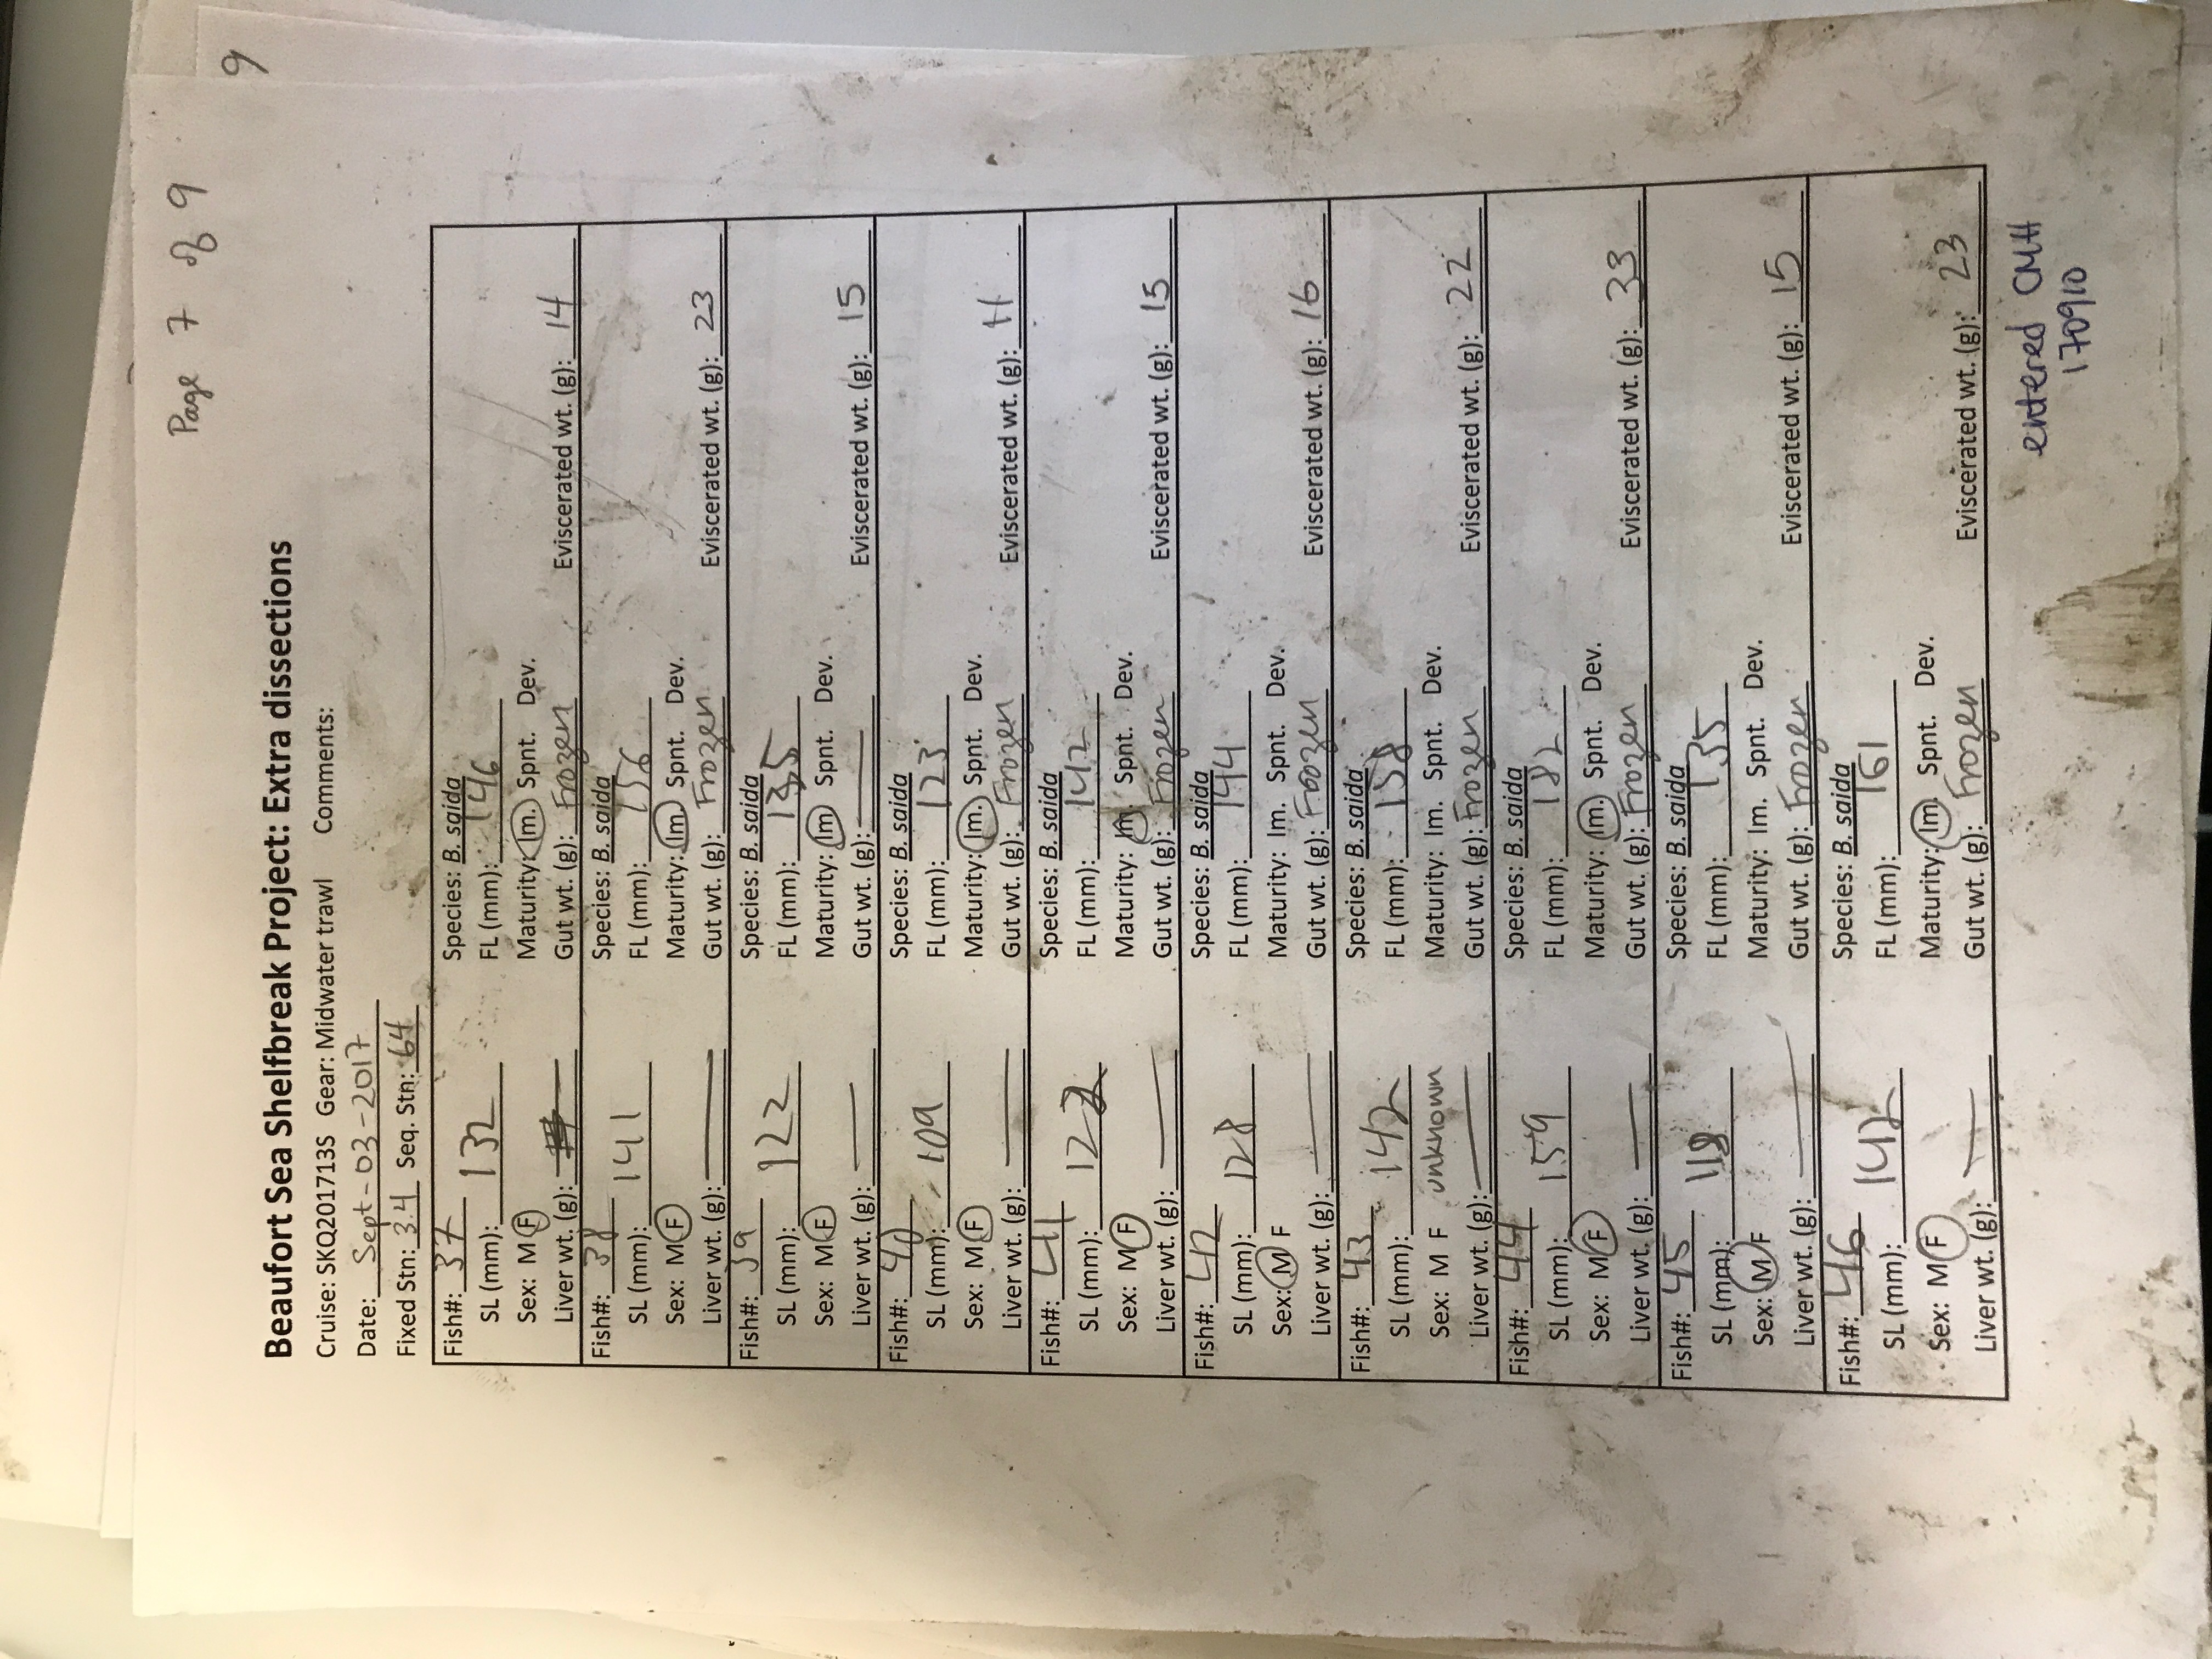 9
Page 7 of 9
Beaufort Sea Shelfbreak Project: Extra dissections
Cruise: SKQ201713S Gear: Midwater trawl Comments:
Date: Sept-03-2017
Fixed Stn: 3.4 Seq. Stn: 64
Fish#: 37 Species: B. saida
SL (mm): 132 FL (mm): 146
Sex: M F Maturity: Im. Spnt. Dev.
Liver wt. (g): Gut wt. (g): Frozen Eviscerated wt. (g): 14
Fish#: 38 Species: B. saida
SL (mm): 141 FL (mm): 156
Sex: M F Maturity: Im. Spnt. Dev.
Liver wt. (g): Gut wt. (g): Frozen Eviscerated wt. (g): 23
Fish#: 39 Species: B. saida
SL (mm): 122 FL (mm): 135
Sex: M F Maturity: Im. Spnt. Dev.
Liver wt. (g): Gut wt. (g): Eviscerated wt. (g): 15
Fish#: 40 Species: B. saida
SL (mm): 109 FL (mm): 123
Sex: M F Maturity: Im. Spnt. Dev.
Liver wt. (g): Gut wt. (g): Frozen Eviscerated wt. (g): 11
Fish#: 41 Species: B. saida
SL (mm): FL (mm): 142
Sex: M F Maturity: Im. Spnt. Dev.
Liver wt. (g): Gut wt. (g): Frozen Eviscerated wt. (g): 15
Fish#: 42 Species: B. saida
SL (mm): 128 FL (mm): 144
Sex: M F Maturity: Im. Spnt. Dev.
Liver wt. (g): Gut wt. (g): Frozen Eviscerated wt. (g): 16
Fish#: 43 Species: B. saida
SL (mm): 142 FL (mm): 158
Sex: M F unknown Maturity: Im. Spnt. Dev.
Liver wt. (g): Gut wt. (g): Frozen Eviscerated wt. (g): 22
Fish#: 44 Species: B. saida
SL (mm): 159 FL (mm): 182
Sex: M F Maturity: Im. Spnt. Dev.
Liver wt. (g): Gut wt. (g): Frozen Eviscerated wt. (g): 33
Fish#: 45 Species: B. saida
SL (mm): 118 FL (mm): 135
Sex: M F Maturity: Im. Spnt. Dev.
Liver wt. (g): Gut wt. (g): Frozen Eviscerated wt. (g): 15
Fish#: 46 Species: B. saida
SL (mm): 142 FL (mm): 161
Sex: M F Maturity: Im. Spnt. Dev.
Liver wt. (g): Gut wt. (g): Frozen Eviscerated wt. (g): 23
entered CMH
170910